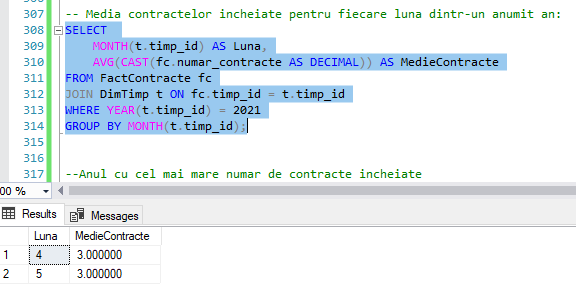 307 -- Media contractelor incheiate pentru fiecare luna dintr-un anumit an:
308 SELECT
309 MONTH(t.timp_id) AS Luna,
310 AVG(CAST(fc.numar_contracte AS DECIMAL)) AS MedieContracte
311 FROM FactContracte fc
312 JOIN DimTimp t ON fc.timp_id = t.timp_id
313 WHERE YEAR(t.timp_id) = 2021
314 GROUP BY MONTH(t.timp_id);
315
316
317 --Anul cu cel mai mare numar de contracte incheiate
00 %
Results Messages
Luna MedieContracte
1 4 3.000000
2 5 3.000000